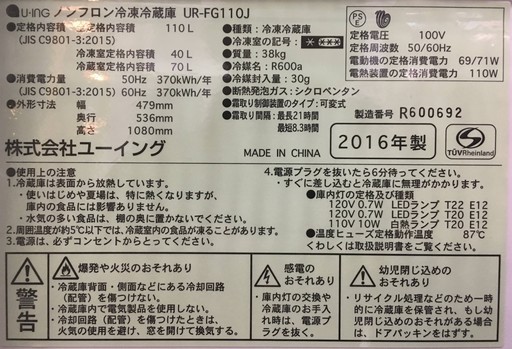 u-ing ノンフロン冷凍冷蔵庫 UR-FG110J
●定格内容積 定格内容積 110 L
(JIS C9801-3:2015)
冷凍室 40 L
冷蔵室 70 L
●消費電力量 50Hz 370kWh/年
(JIS C9801-3:2015) 60Hz 370kWh/年
●外形寸法 幅 479mm
奥行 536mm
高さ 1080mm
株式会社ユーイング
●種類：冷凍冷蔵庫
●冷凍室の記号：
●質量：38kg
●冷媒名：R600a
●冷媒封入量：30g
●断熱発泡ガス：シクロペンタン
●霜取り制御装置のタイプ：可変式
●霜取り間隔：最長21時間
最短8.3時間
MADE IN CHINA
PS
E
定格電圧 100V
定格周波数 50/60Hz
電動機の定格消費電力 69/71W
電熱装置の定格消費電力 110W
製造番号 R600692
2016年製
TÜVRheinland
●使用上の注意
1.冷蔵庫は表面から放熱しています。
・使いはじめや夏場は、特に熱くなりますが、
庫内の食品には影響ございません。
・水気の多い食品は、棚の奥に置かないでください。
2.周囲温度が約5℃以下では、冷蔵室内の食品が凍ることがあります。
3.電源は、必ずコンセントからとってください。
4.電源プラグを抜いたら6分待ってください。
・すぐに差し込むと冷蔵庫に無理がかかります。
●庫内灯の定格及び種類
120V 0.7W LEDランプ T22 E12
120V 0.7W LEDランプ T20 E12
110V 10W 白熱ランプ T20 E12
●温度ヒューズ定格動作温度 87℃
くわしくは取扱説明書をご覧ください。
警告
爆発や火災のおそれあり
・冷蔵庫背面・側面などにある冷却回路
（配管）を傷つけない。
・冷蔵庫内で電気製品を使用しない。
・冷却回路（配管）を傷つけたときは、
火気の使用を避け、窓を開けて換気する。
感電の
おそれあり
・庫内灯の交換や
冷蔵庫のお手入
れ時は、電源プ
ラグを抜く。
幼児閉じ込めの
おそれあり
・リサイクル処理などのため一時
的に冷蔵庫を保管され、もし幼
児閉じ込めのおそれがある場合
は、ドアパッキンをはずす。